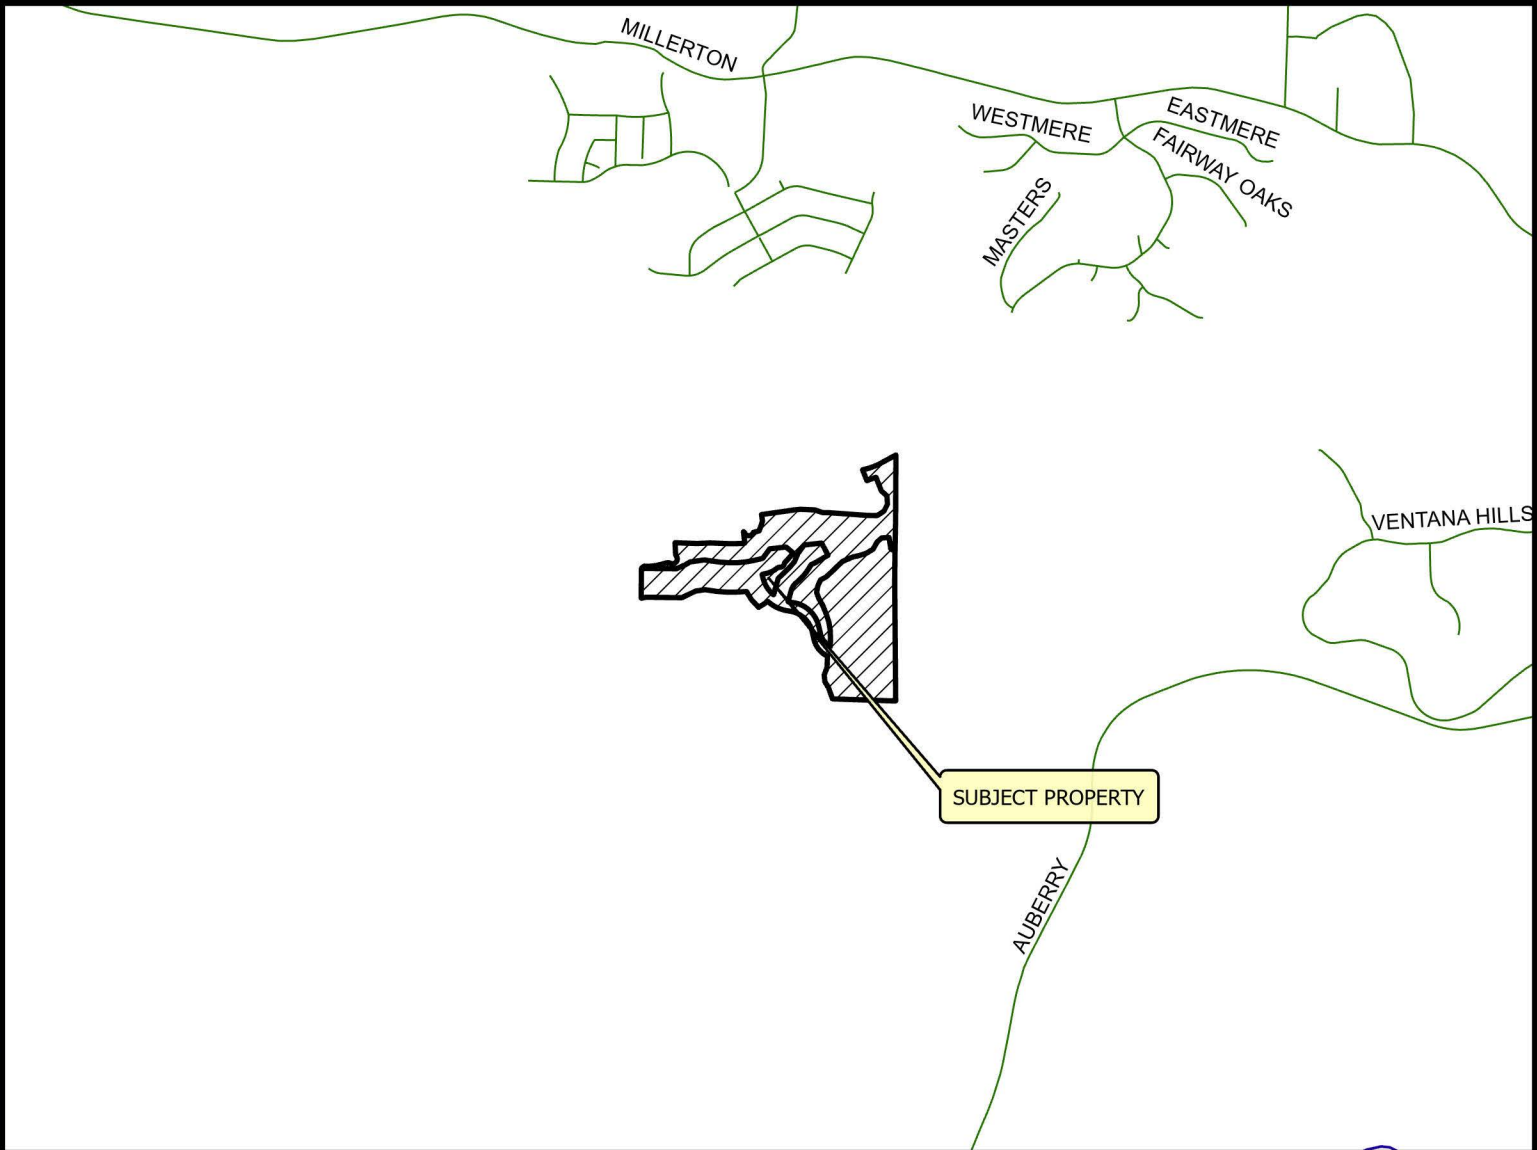 MILLERTON
WESTMERE
EASTMERE
FAIRWAY OAKS
MASTERS
VENTANA HILLS
SUBJECT PROPERTY
AUBERRY